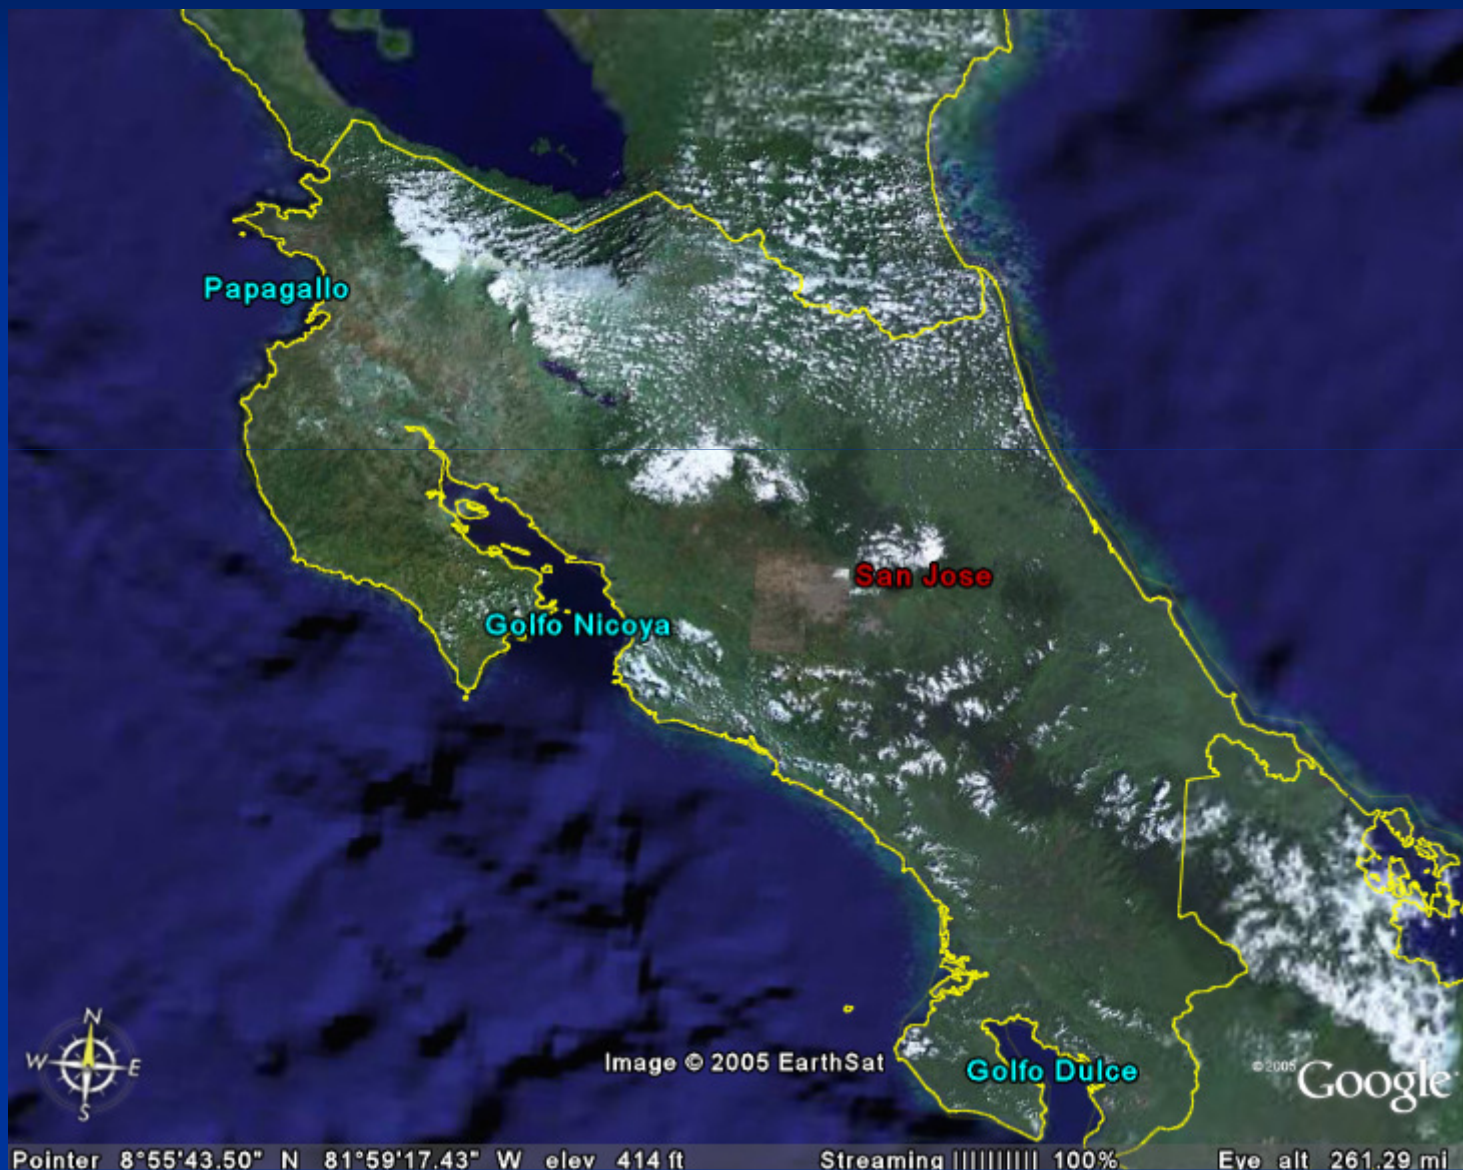 Papagallo
San Jose
Golfo Nicoya
N
W E
S
Image © 2005 EarthSat
Golfo Dulce
©2005 Google
Pointer 8°55'43.50" N 81°59'17.43" W elev 414 ft Streaming |||||||||| 100% Eye alt 261.29 mi